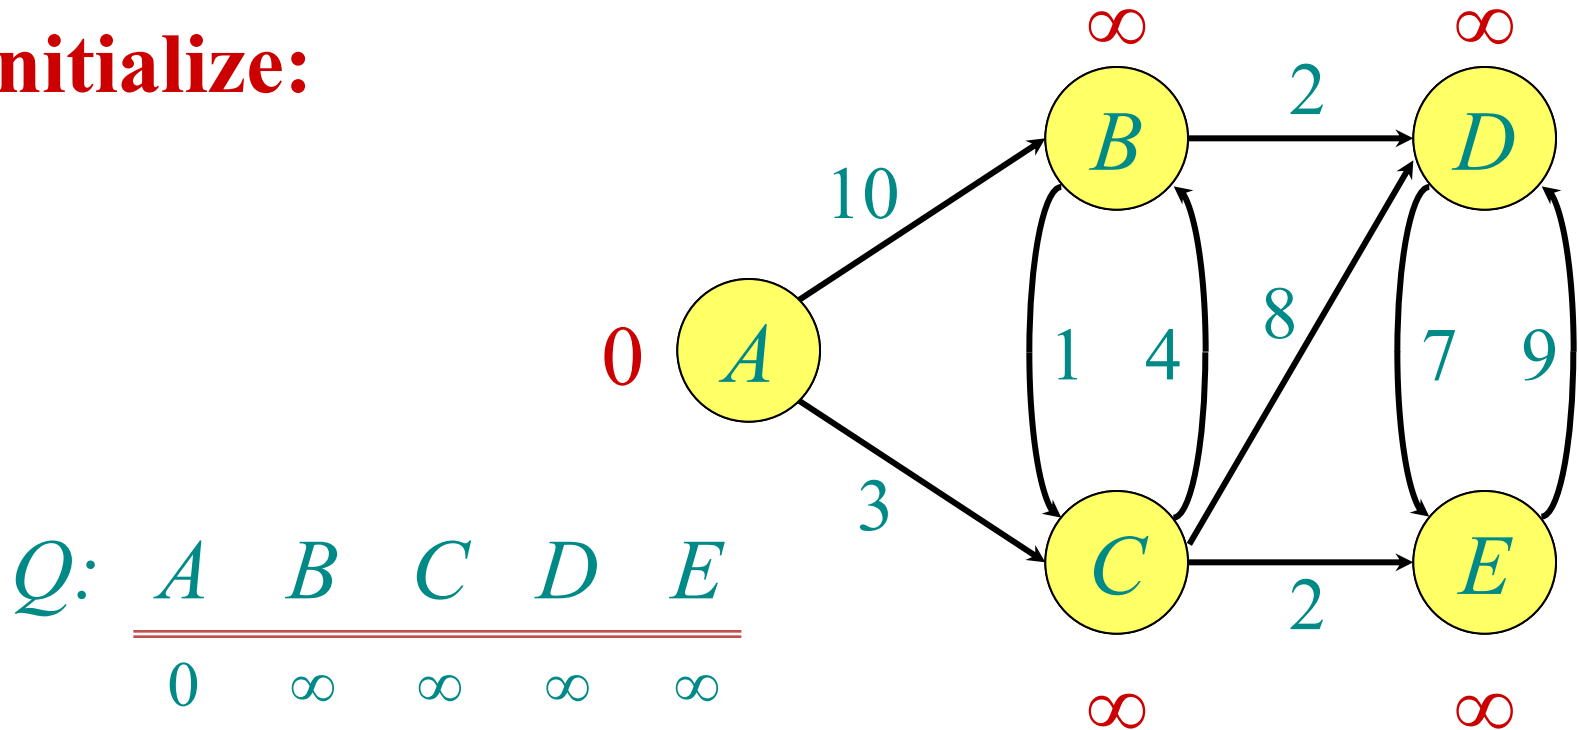 nitialize:
∞ ∞
2
B D
10
8
0 A 1 4 7 9
3
Q: A B C D E
C E
2
0 ∞ ∞ ∞ ∞
∞ ∞